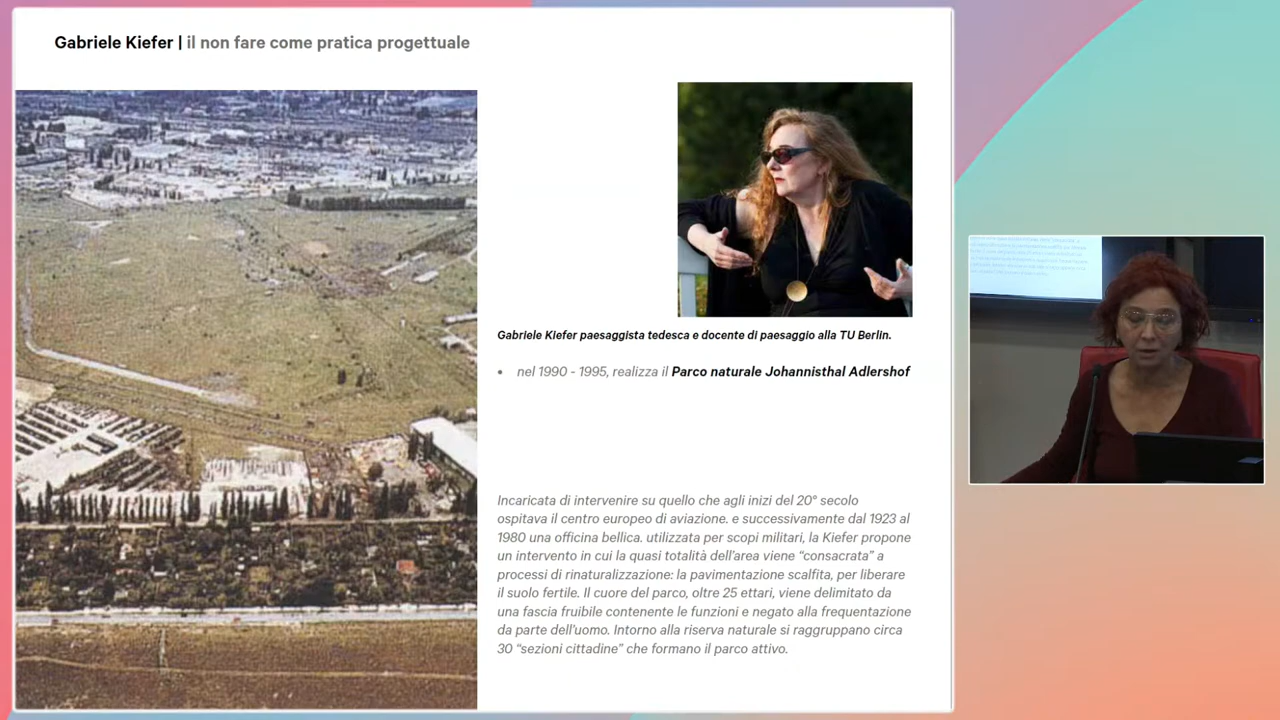 Gabriele Kiefer | il non fare come pratica progettuale
Gabriele Kiefer paesaggista tedesca e docente di paesaggio alla TU Berlin.
• nel 1990 - 1995, realizza il Parco naturale Johannisthal Adlershof
Incaricata di intervenire su quello che agli inizi del 20° secolo
ospitava il centro europeo di aviazione. e successivamente dal 1923 al
1980 una officina bellica. utilizzata per scopi militari, la Kiefer propone
un intervento in cui la quasi totalità dell'area viene “consacrata” a
processi di rinaturalizzazione: la pavimentazione scalfita, per liberare
il suolo fertile. Il cuore del parco, oltre 25 ettari, viene delimitato da
una fascia fruibile contenente le funzioni e negato alla frequentazione
da parte dell'uomo. Intorno alla riserva naturale si raggruppano circa
30 “sezioni cittadine” che formano il parco attivo.